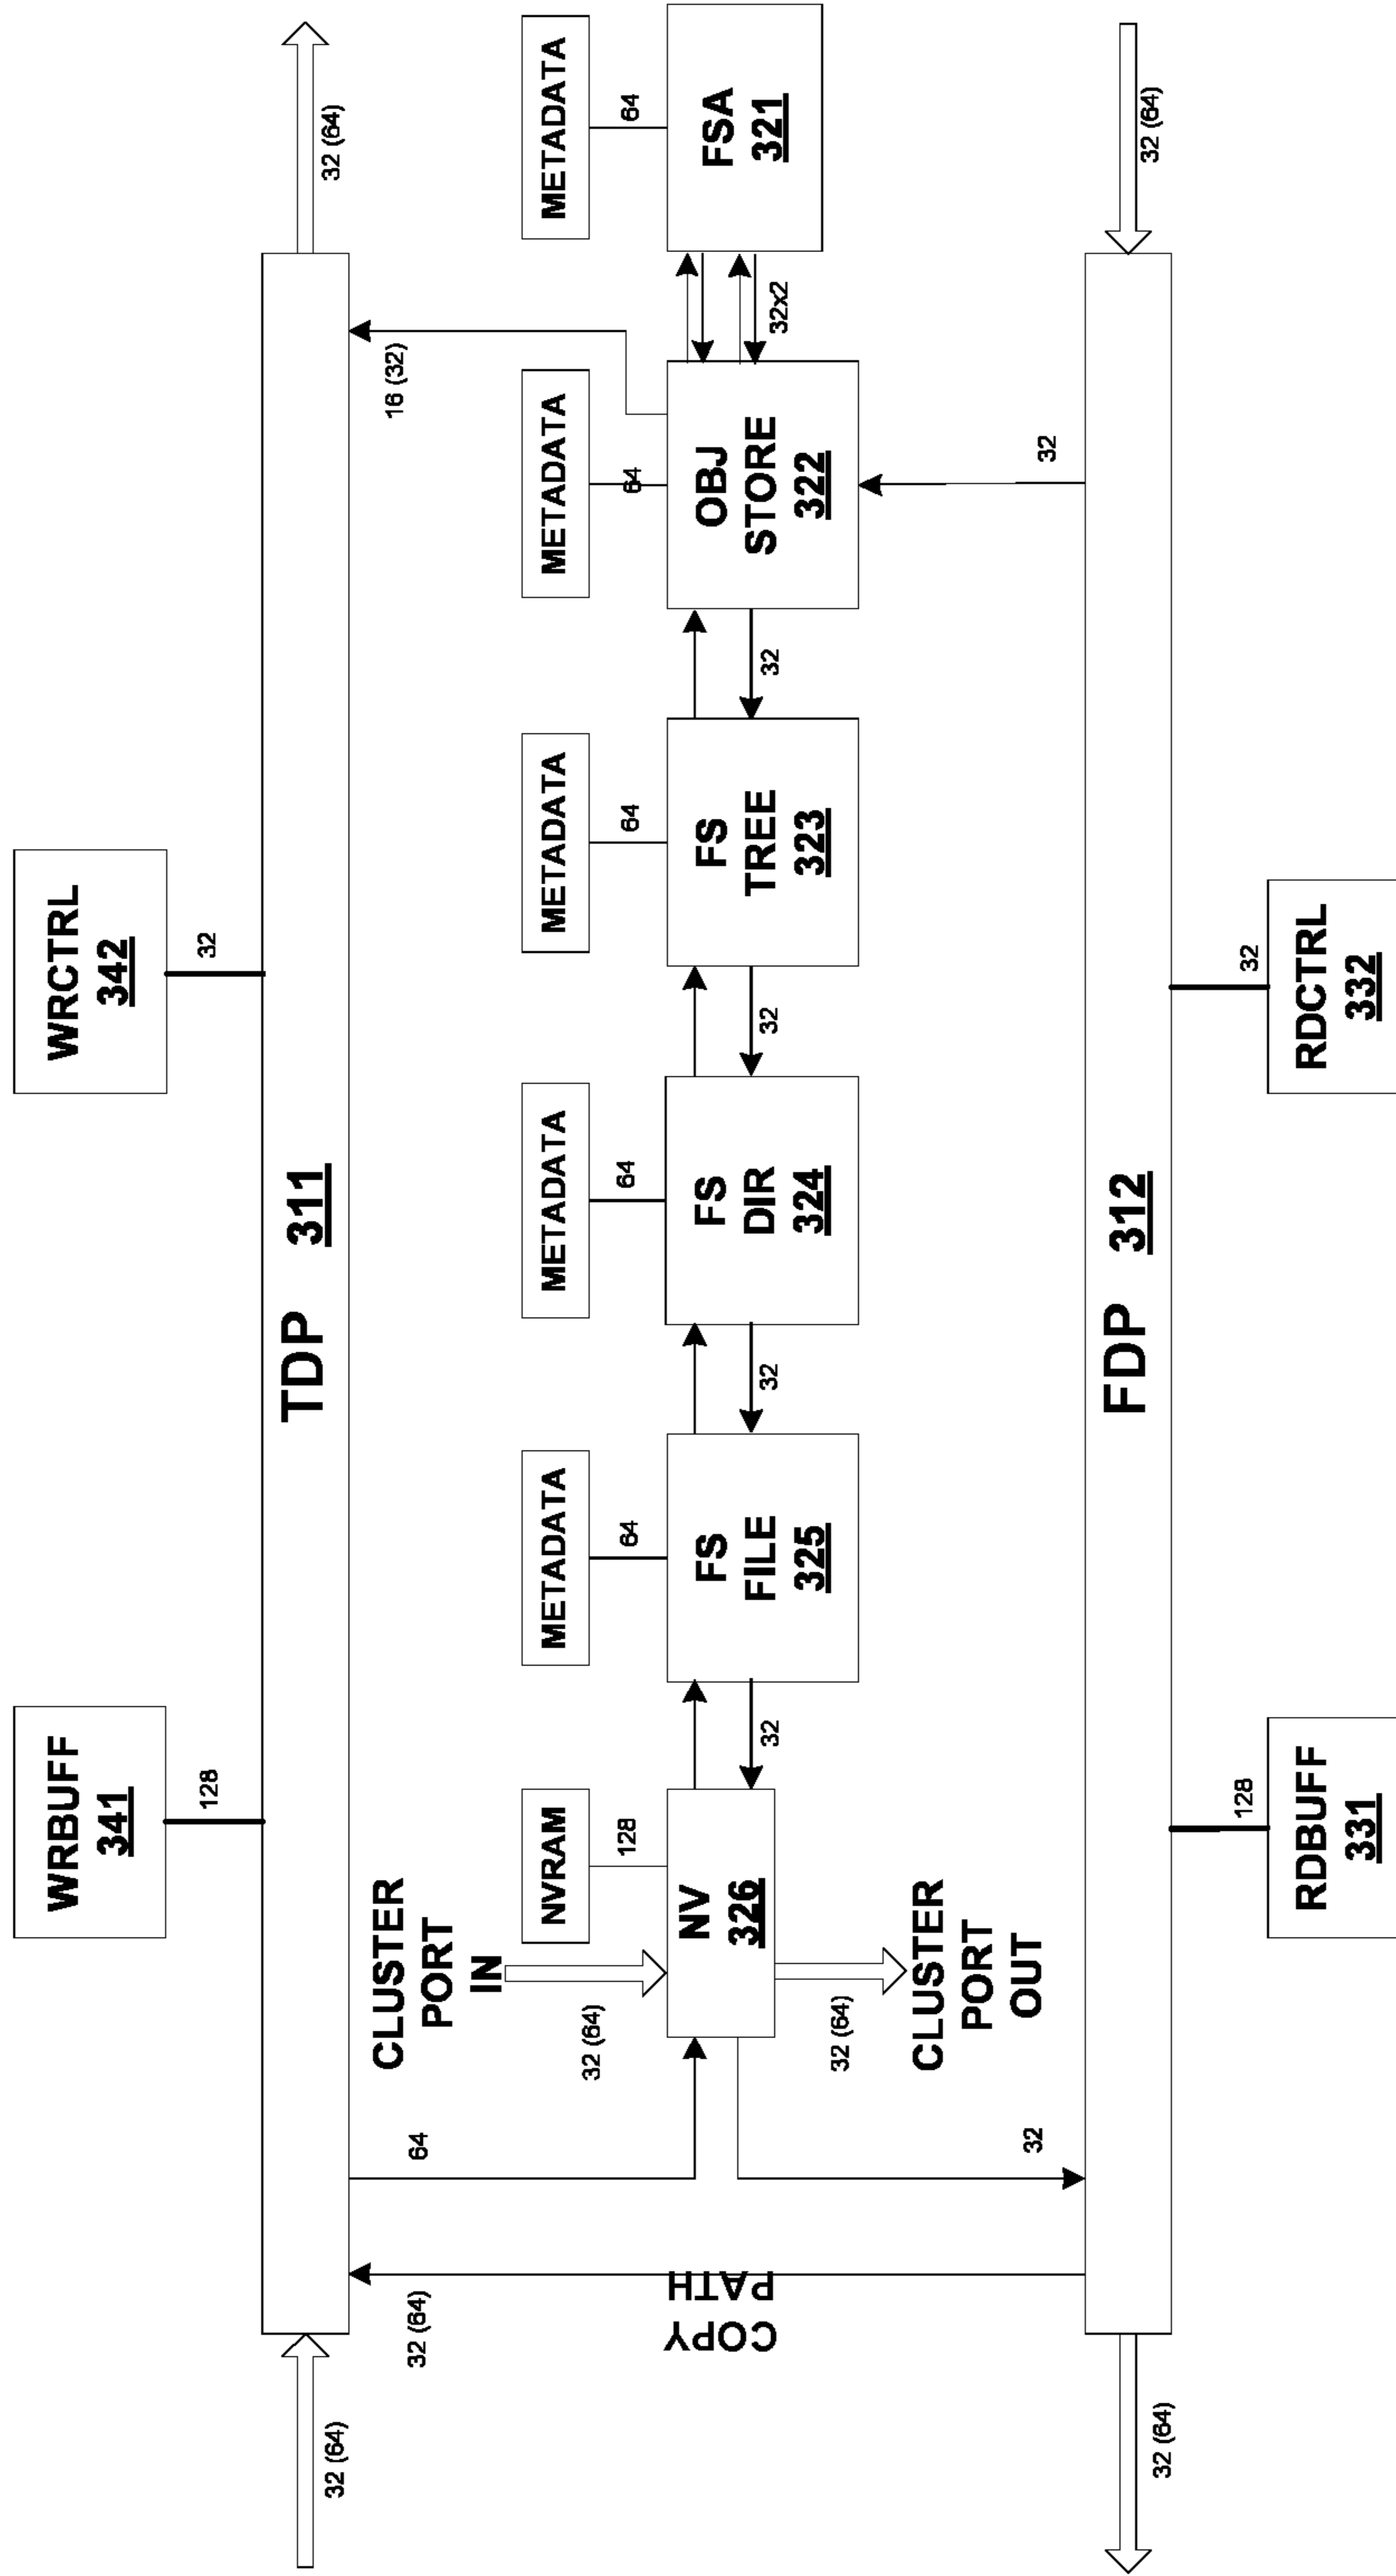 WRBUFF
341
128
WRCTRL
342
32
32 (64)
TDP 311
32 (64)
32 (64)
64
CLUSTER
PORT
IN
32 (64)
16 (32)
NVRAM
128
METADATA
64
METADATA
64
METADATA
64
METADATA
64
METADATA
64
COPY
PATH
NV
326
32
FS
FILE
325
32
FS
DIR
324
32
FS
TREE
323
32
OBJ
STORE
322
32x2
FSA
321
32 (64)
CLUSTER
PORT
OUT
32
32
32 (64)
FDP 312
32 (64)
128
RDBUFF
331
32
RDCTRL
332